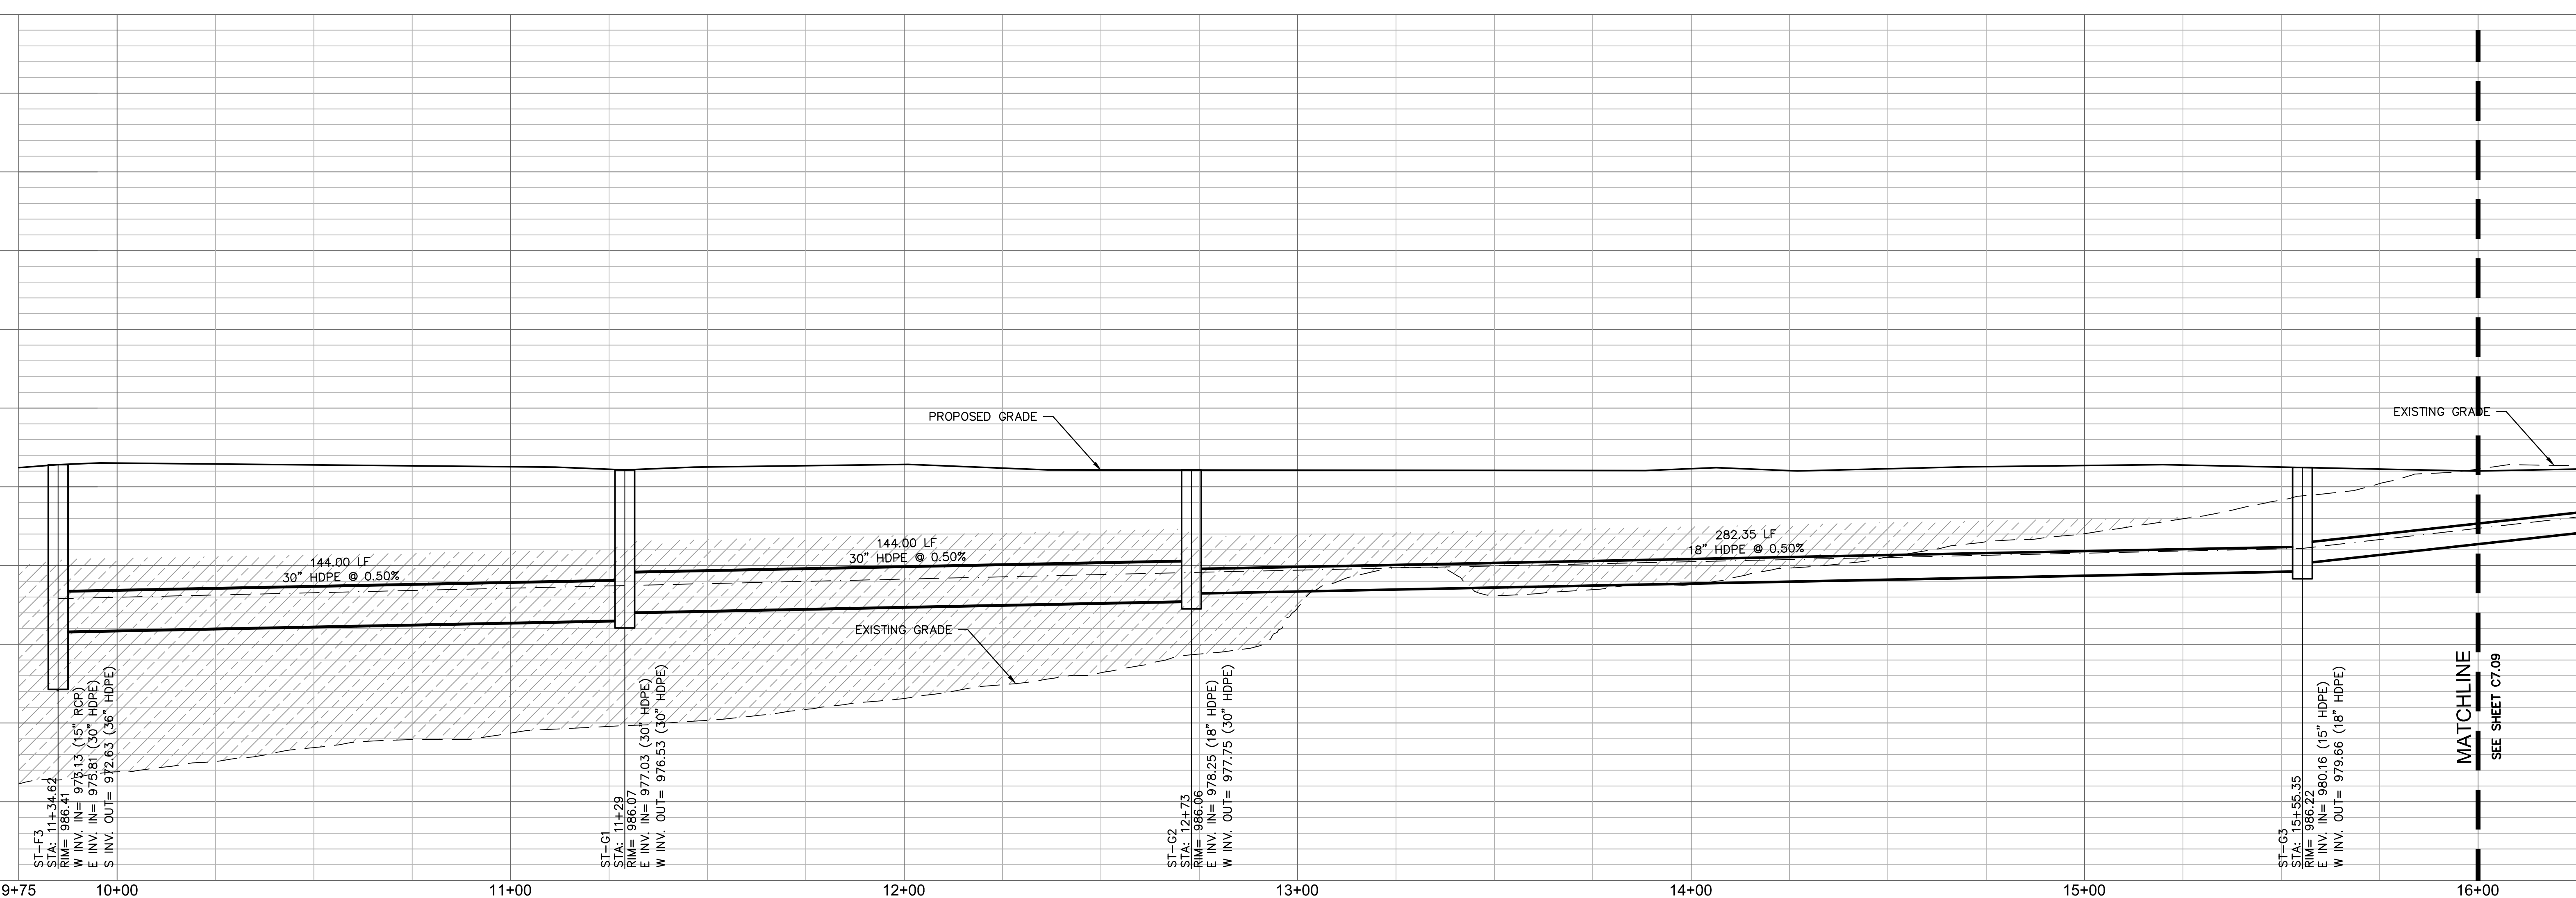 PROPOSED GRADE
EXISTING GRADE
144.00 LF
30" HDPE @ 0.50%
144.00 LF
30" HDPE @ 0.50%
282.35 LF
18" HDPE @ 0.50%
EXISTING GRADE
ST-F3
STA: 11+34.62
RIM= 986.41
W INV. IN= 973.13 (15" RCP)
E INV. IN= 975.81 (30" HDPE)
S INV. OUT= 972.63 (36" HDPE)
ST-G1
STA: 11+29
RIM= 986.07
E INV. IN= 977.03 (30" HDPE)
W INV. OUT= 976.53 (30" HDPE)
ST-G2
STA: 12+73
RIM= 986.06
E INV. IN= 978.25 (18" HDPE)
W INV. OUT= 977.75 (30" HDPE)
ST-G3
STA: 15+55.35
RIM= 986.22
E INV. IN= 980.16 (15" HDPE)
W INV. OUT= 979.66 (18" HDPE)
MATCHLINE
SEE SHEET C7.09
9+75 10+00 11+00 12+00 13+00 14+00 15+00 16+00